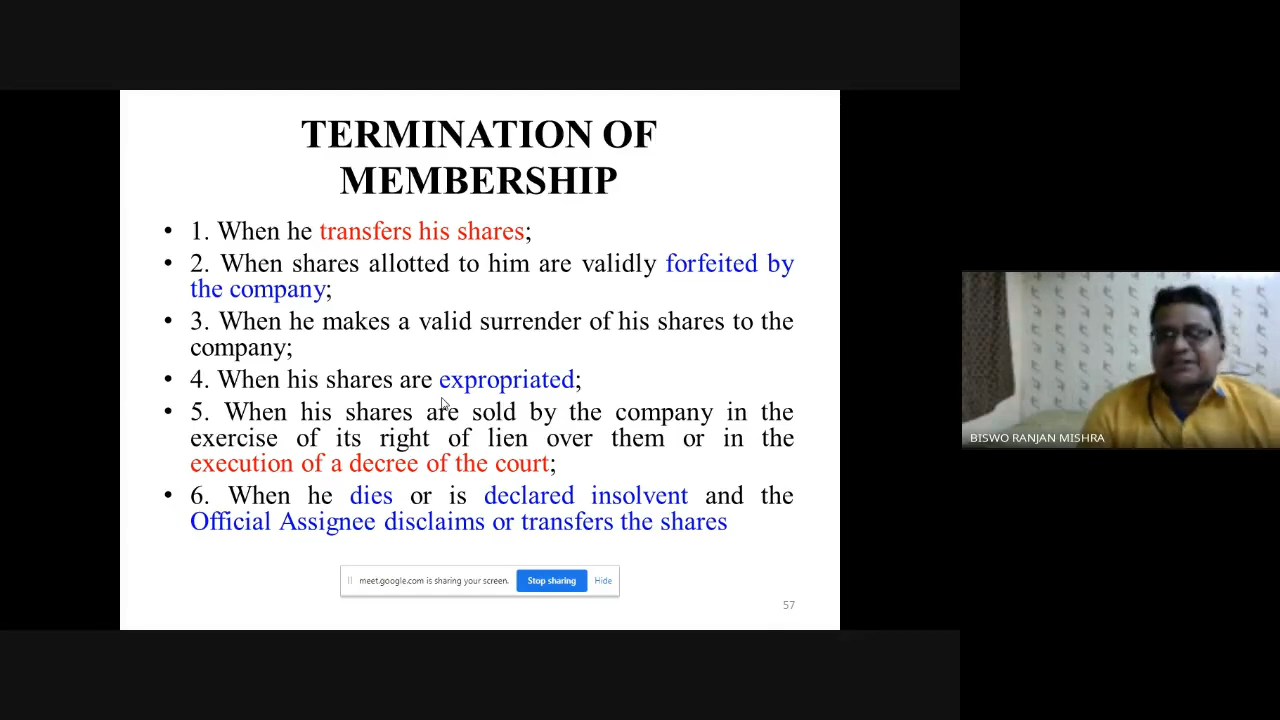 TERMINATION OF
MEMBERSHIP
• 1. When he transfers his shares;
• 2. When shares allotted to him are validly forfeited by
the company;
• 3. When he makes a valid surrender of his shares to the
company;
• 4. When his shares are expropriated;
• 5. When his shares are sold by the company in the
exercise of its right of lien over them or in the
execution of a decree of the court;
• 6. When he dies or is declared insolvent and the
Official Assignee disclaims or transfers the shares
meet.google.com is sharing your screen. Stop sharing Hide
57
BISWO RANJAN MISHRA